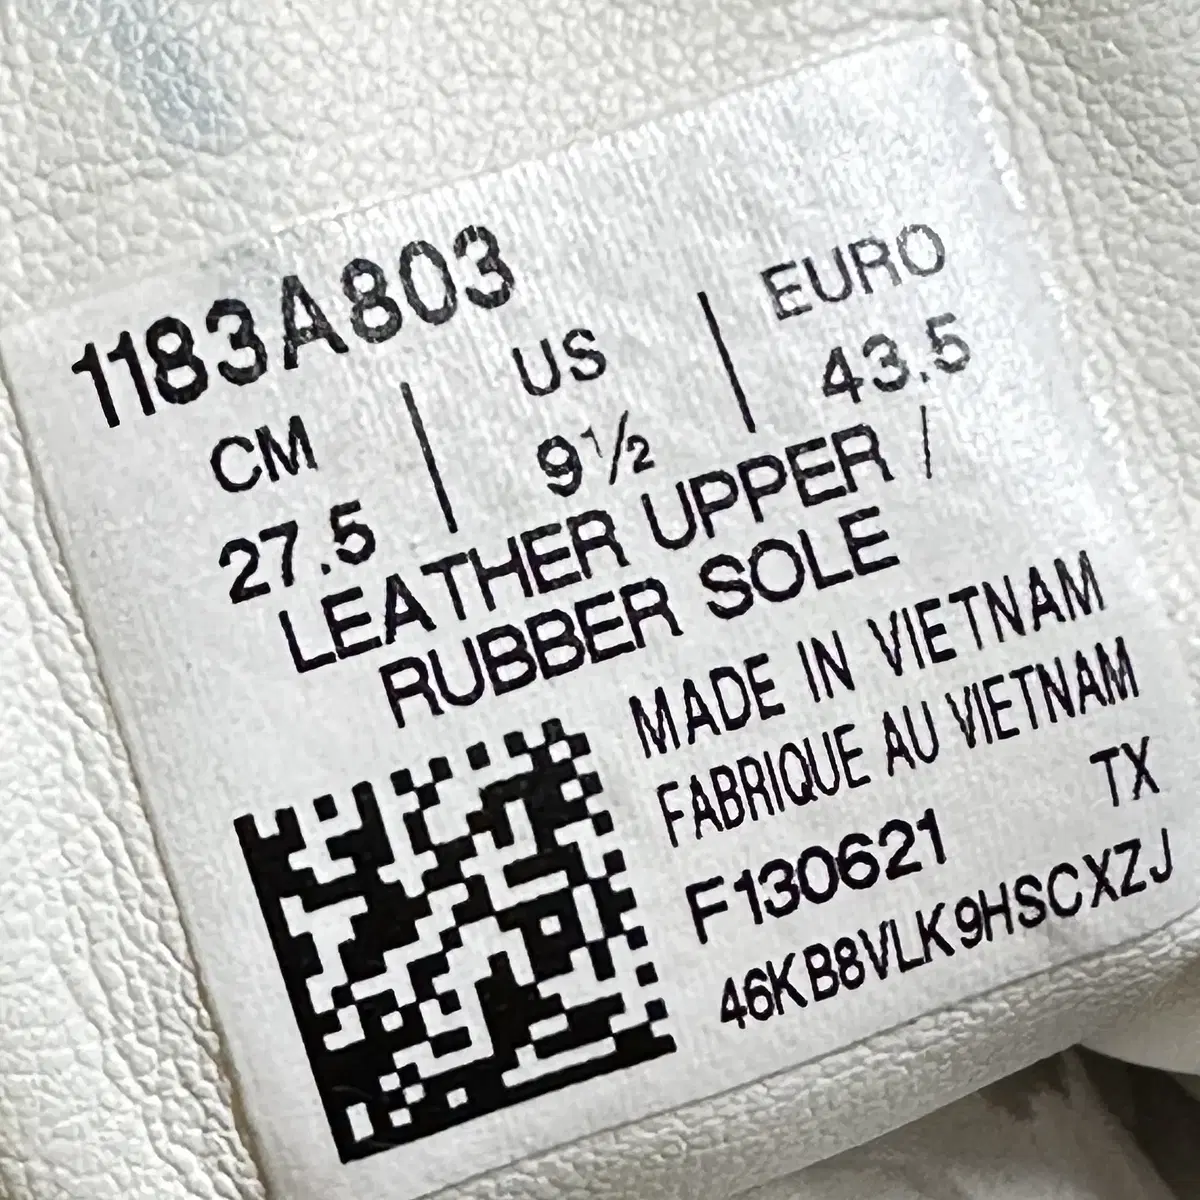 1183A803
CM | US | EURO
27.5 | 9½ | 43.5
LEATHER UPPER /
RUBBER SOLE
MADE IN VIETNAM
FABRIQUE AU VIETNAM
TX
F130621
46KB8VLK9HSCXZJ